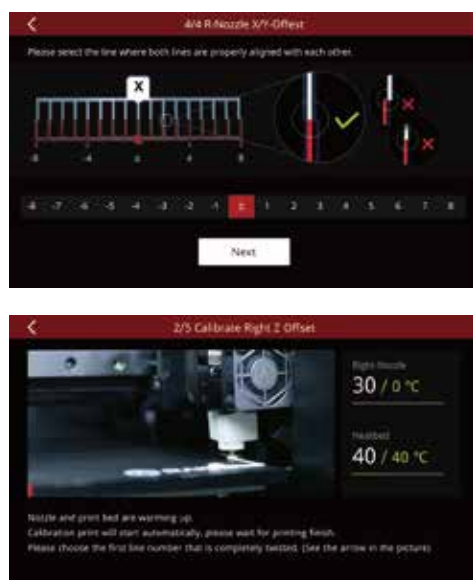 4/4 R-Nozzle X/Y-Offest
Please select the line where both lines are properly aligned with each other.
X
-8 -4 0 4 8
-8 -7 -6 -5 -4 -3 -2 -1 0 1 2 3 4 5 6 7 8
Next
2/5 Calibrate Right Z Offset
Right Nozzle
30 / 0 °C
Heatbed
40 / 40 °C
Nozzle and print bed are warming up.
Calibration print will start automatically, please wait for printing finish.
Please choose the first line number that is completely twisted. (See the arrow in the picture)